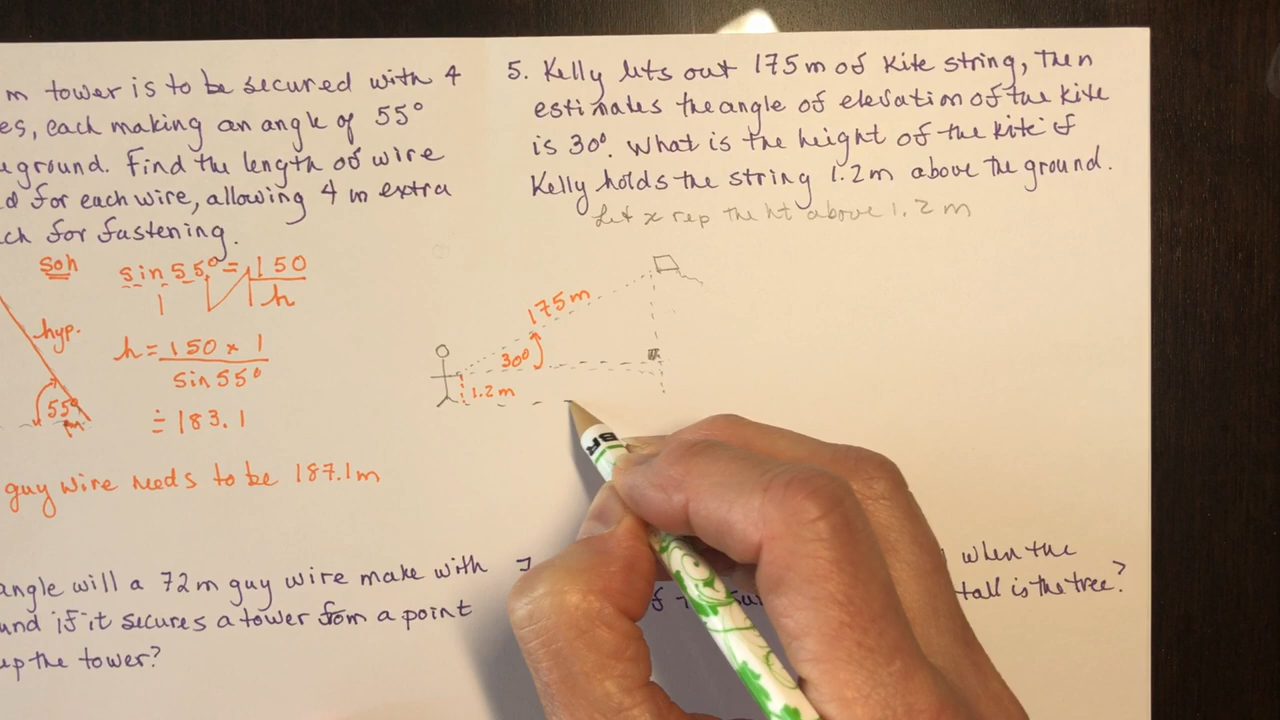 m tower is to be secured with 4
es, each making an angle of 55°
ground. Find the length of wire
d for each wire, allowing 4 m extra
ch for fastening.
soh
sin 55° = 150
1
h
hyp.
h = 150 × 1
sin 55°
≐ 183.1
55°
guy wire needs to be 187.1m
angle will a 72 m guy wire make with
und if it secures a tower from a point
up the tower?
5. Kelly lets out 175m of kite string, then
estimates the angle of elevation of the kite
is 30°. What is the height of the kite if
Kelly holds the string 1.2m above the ground.
Let x rep the ht above 1.2 m
175m
30°
1.2m
when the
tall is the tree?